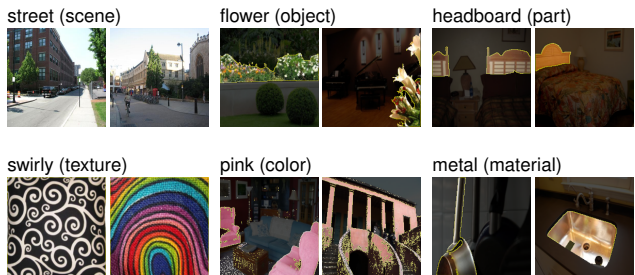 street (scene)
flower (object)
headboard (part)
swirly (texture)
pink (color)
metal (material)